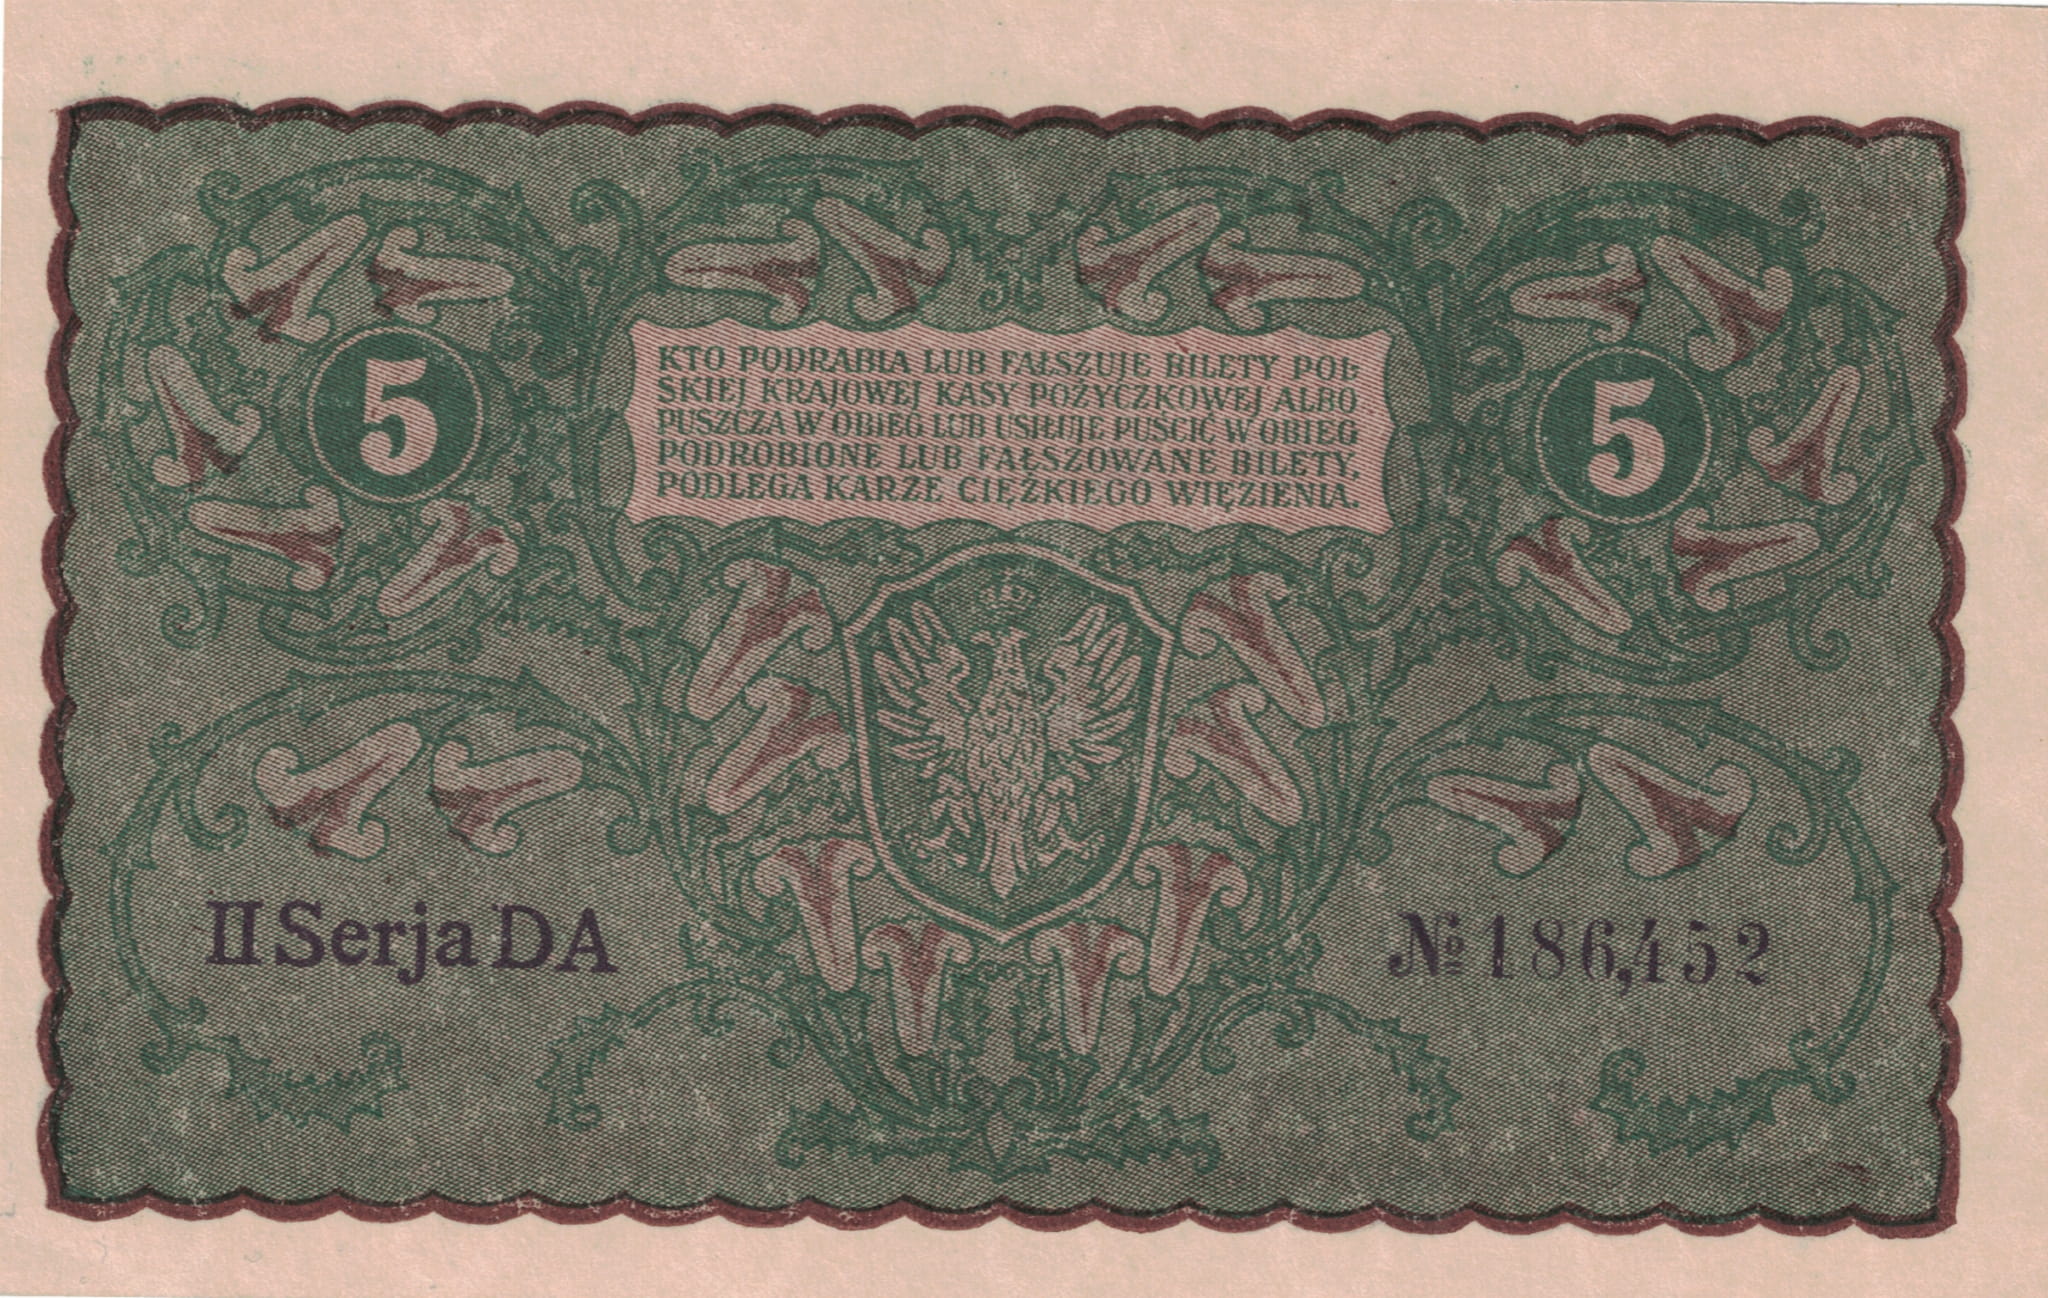 5
5
KTO PODRABIA LUB FAŁSZUJE BILETY POL-
SKIEJ KRAJOWEJ KASY POŻYCZKOWEJ ALBO
PUSZCZA W OBIEG LUB USIŁUJE PUŚCIĆ W OBIEG
PODROBIONE LUB FAŁSZOWANE BILETY,
PODLEGA KARZE CIĘŻKIEGO WIĘZIENIA.
II Serja DA
№ 186,452